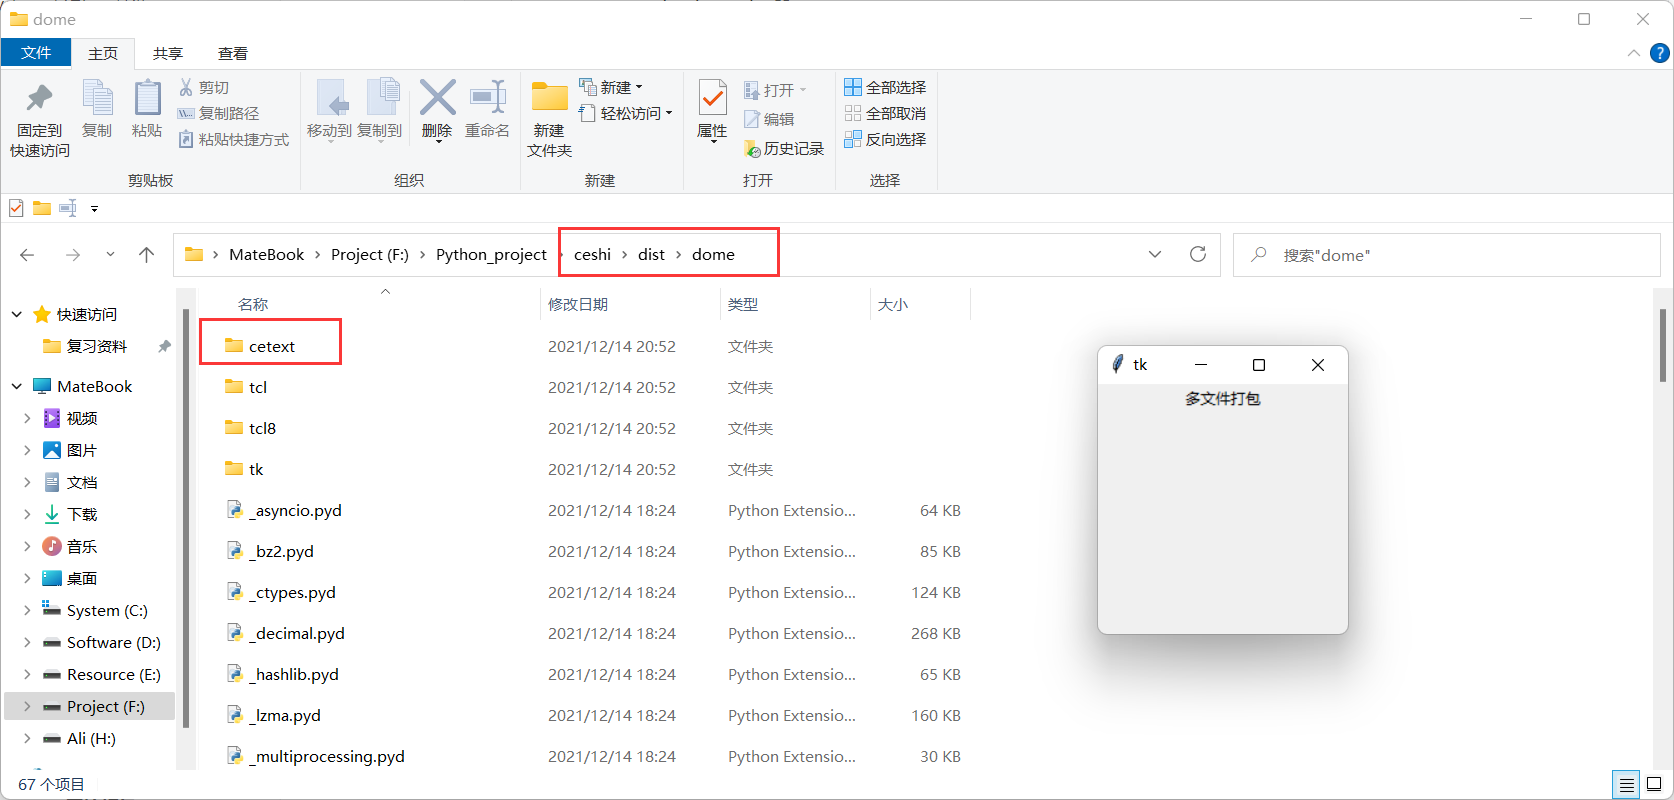 dome
文件 主页 共享 查看
固定到
快速访问
复制
粘贴
剪切
复制路径
粘贴快捷方式
剪贴板
移动到 复制到 删除 重命名
组织
新建
文件夹
新建
轻松访问
新建
属性
打开
编辑
历史记录
打开
全部选择
全部取消
反向选择
选择
MateBook Project (F:) Python_project ceshi dist dome
搜索"dome"
快速访问
复习资料
MateBook
视频
图片
文档
下载
音乐
桌面
System (C:)
Software (D:)
Resource (E:)
Project (F:)
Ali (H:)
名称 修改日期 类型 大小
cetext 2021/12/14 20:52 文件夹
tcl 2021/12/14 20:52 文件夹
tcl8 2021/12/14 20:52 文件夹
tk 2021/12/14 20:52 文件夹
_asyncio.pyd 2021/12/14 18:24 Python Extensio... 64 KB
_bz2.pyd 2021/12/14 18:24 Python Extensio... 85 KB
_ctypes.pyd 2021/12/14 18:24 Python Extensio... 124 KB
_decimal.pyd 2021/12/14 18:24 Python Extensio... 268 KB
_hashlib.pyd 2021/12/14 18:24 Python Extensio... 65 KB
_lzma.pyd 2021/12/14 18:24 Python Extensio... 160 KB
_multiprocessing.pyd 2021/12/14 18:24 Python Extensio... 30 KB
tk
多文件打包
67 个项目